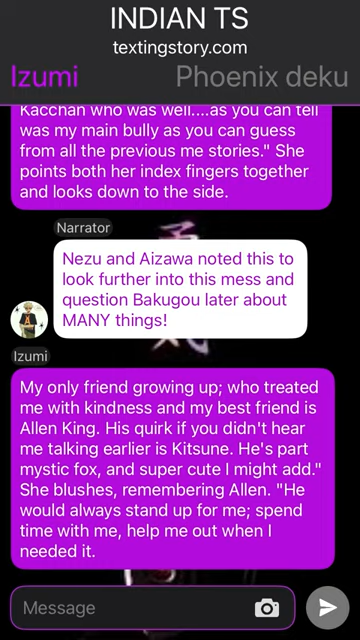 INDIAN TS
textingstory.com
Izumi
Phoenix deku
Kacchan who was well....as you can tell
was my main bully as you can guess
from all the previous me stories." She
points both her index fingers together
and looks down to the side.
Narrator
Nezu and Aizawa noted this to
look further into this mess and
question Bakugou later about
MANY things!
Izumi
My only friend growing up; who treated
me with kindness and my best friend is
Allen King. His quirk if you didn't hear
me talking earlier is Kitsune. He's part
mystic fox, and super cute I might add."
She blushes, remembering Allen. "He
would always stand up for me; spend
time with me, help me out when I
needed it.
Message